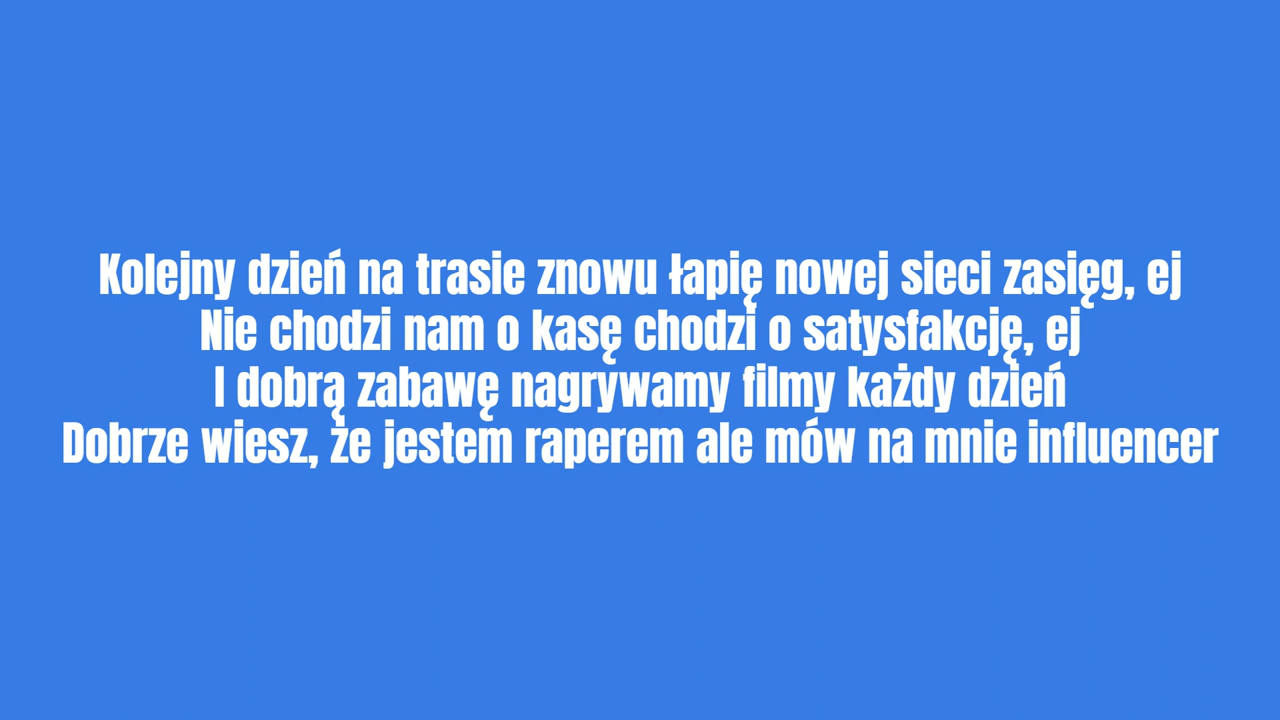 Kolejny dzień na trasie znowu łapię nowej sieci zasięg, ej
Nie chodzi nam o kasę chodzi o satysfakcję, ej
I dobrą zabawę nagrywamy filmy każdy dzień
Dobrze wiesz, że jestem raperem ale mów na mnie influencer